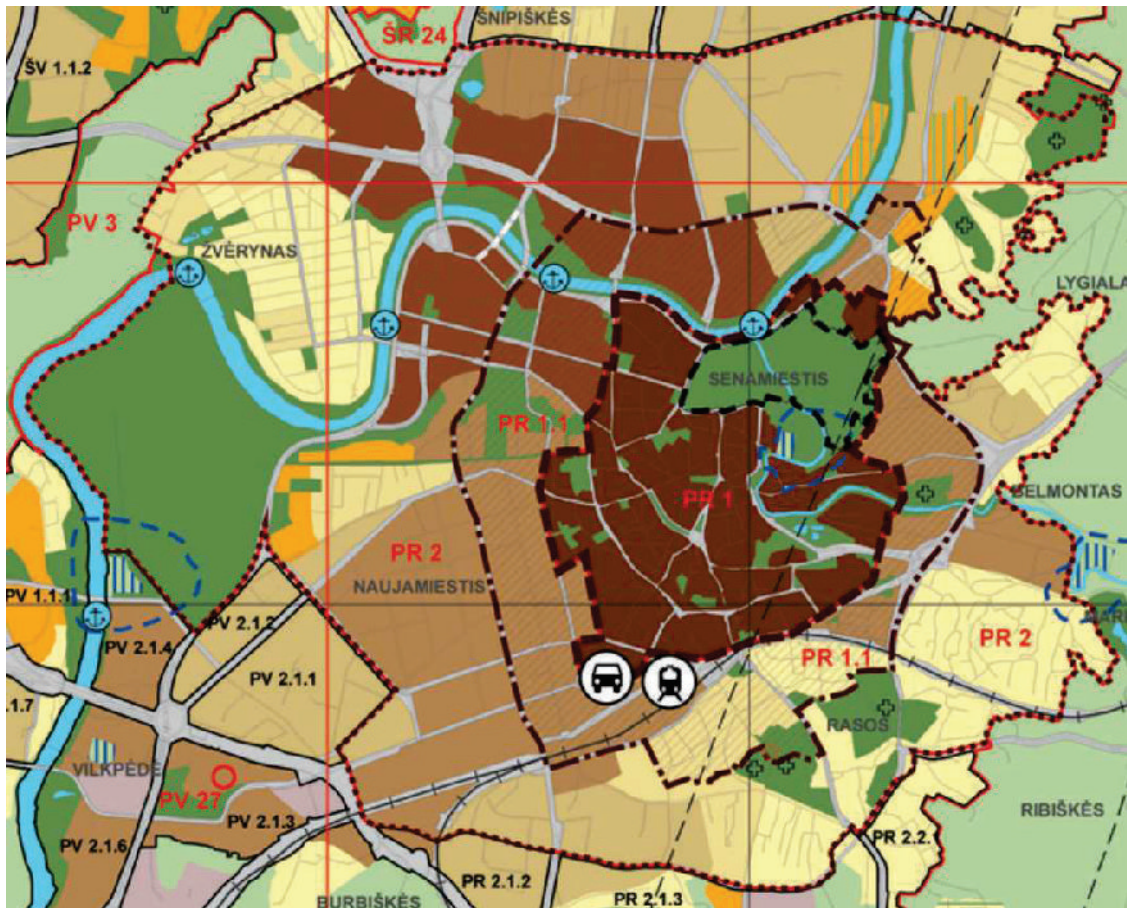 ŠNIPIŠKĖS
ŠR 24
ŠV 1.1.2
PV 3
ŽVĖRYNAS
LYGIALA
SENAMIESTIS
PR 1.1
BELMONTAS
PR 1
PR 2
NAUJAMIESTIS
PV 1.1.1
PV 2.1.2
PV 2.1.4
PR 2
PR 1.1
PV 2.1.1
.1.7
RASOS
VILKPĖDĖ
PV 27
RIBIŠKĖS
PV 2.1.3
PV 2.1.6
PR 2.2.
PR 2.1.2
PR 2.1.3
BURBIŠKĖS